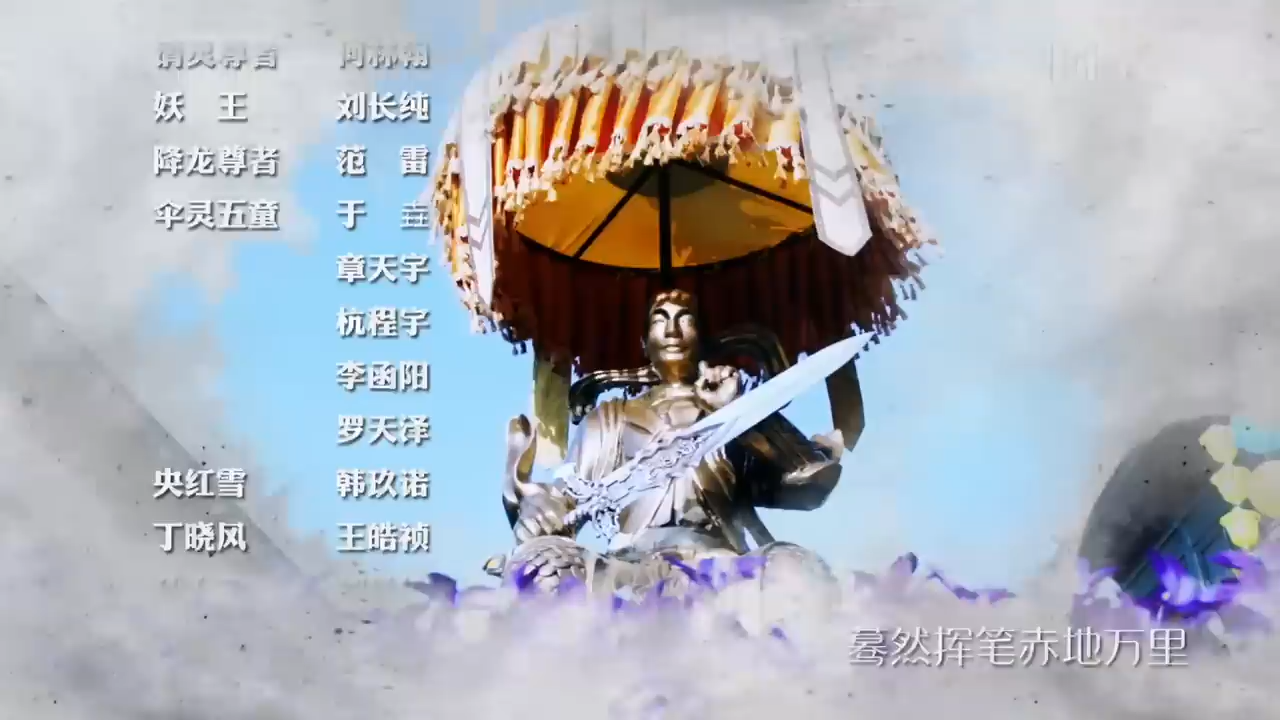 妖 王 刘长纯
降龙尊者 范 雷
伞灵五童 于 垚
章天宇
杭程宇
李函阳
罗天泽
央红雪 韩玖诺
丁晓风 王皓祯
蓦然挥笔赤地万里